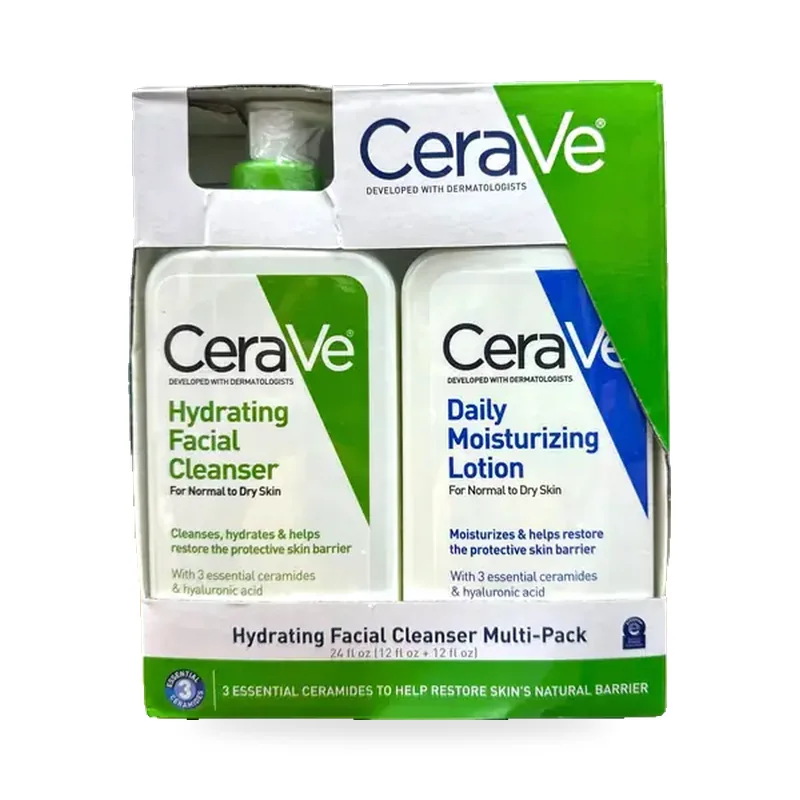 CeraVe®
DEVELOPED WITH DERMATOLOGISTS
CeraVe®
DEVELOPED WITH DERMATOLOGISTS
Hydrating
Facial
Cleanser
For Normal to Dry Skin
Cleanses, hydrates & helps
restore the protective skin barrier
With 3 essential ceramides
& hyaluronic acid
CeraVe
DEVELOPED WITH DERMATOLOGISTS
Daily
Moisturizing
Lotion
For Normal to Dry Skin
Moisturizes & helps restore
the protective skin barrier
With 3 essential ceramides
& hyaluronic acid
Hydrating Facial Cleanser Multi-Pack
24 fl oz (12 fl oz + 12 fl oz)
ESSENTIAL
3
CERAMIDES
3 ESSENTIAL CERAMIDES TO HELP RESTORE SKIN'S NATURAL BARRIER